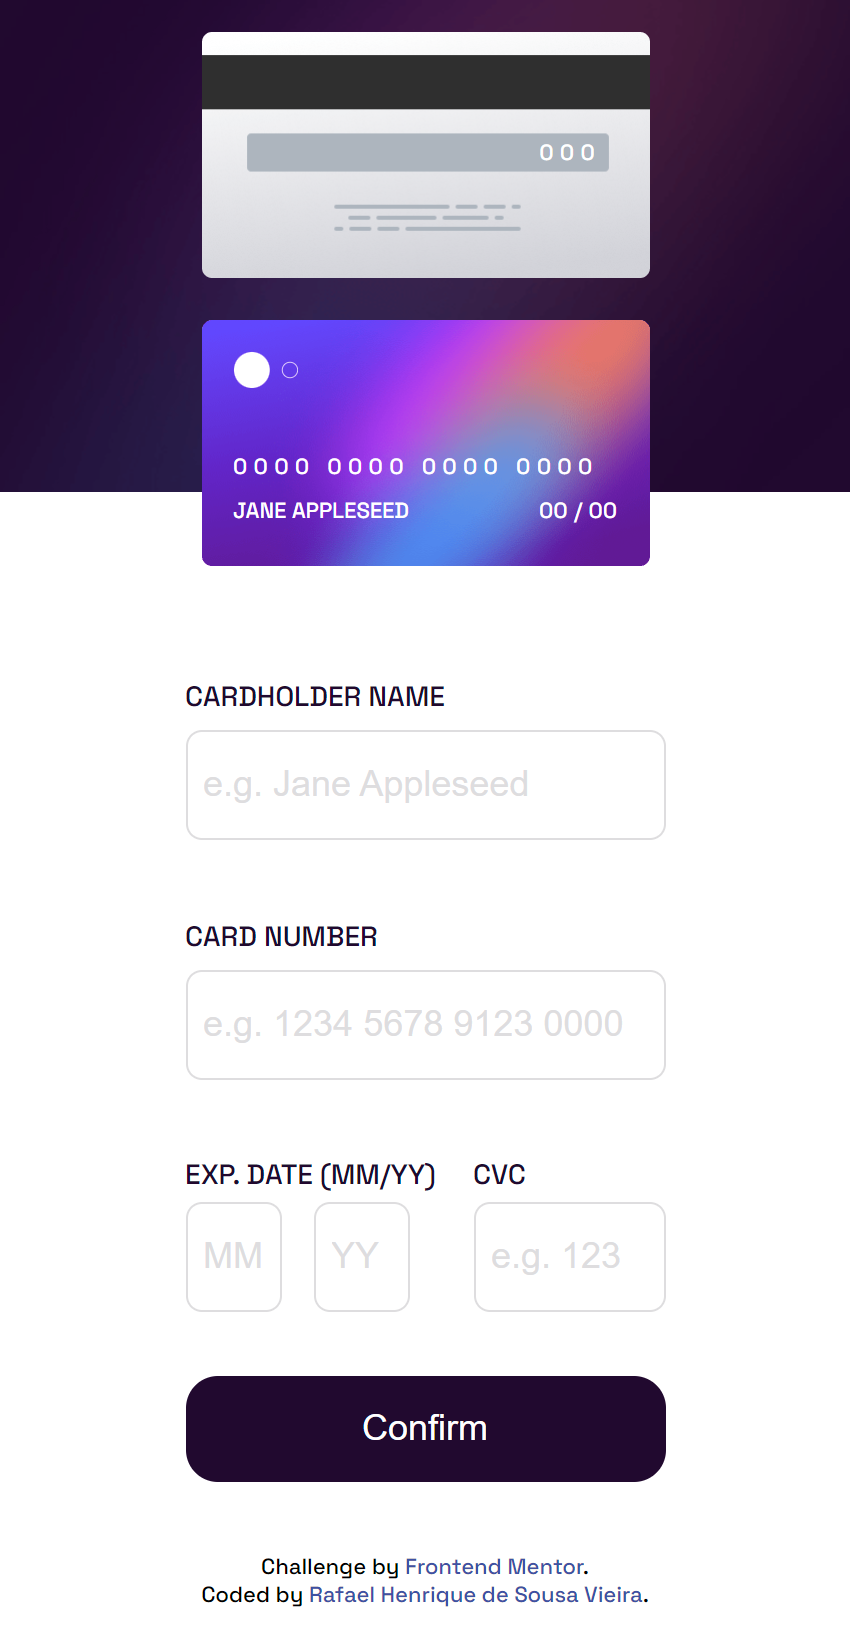 000
0000 0000 0000 0000
JANE APPLESEED 00 / 00
CARDHOLDER NAME
e.g. Jane Appleseed
CARD NUMBER
e.g. 1234 5678 9123 0000
EXP. DATE (MM/YY) CVC
MM YY e.g. 123
Confirm
Challenge by Frontend Mentor.
Coded by Rafael Henrique de Sousa Vieira.